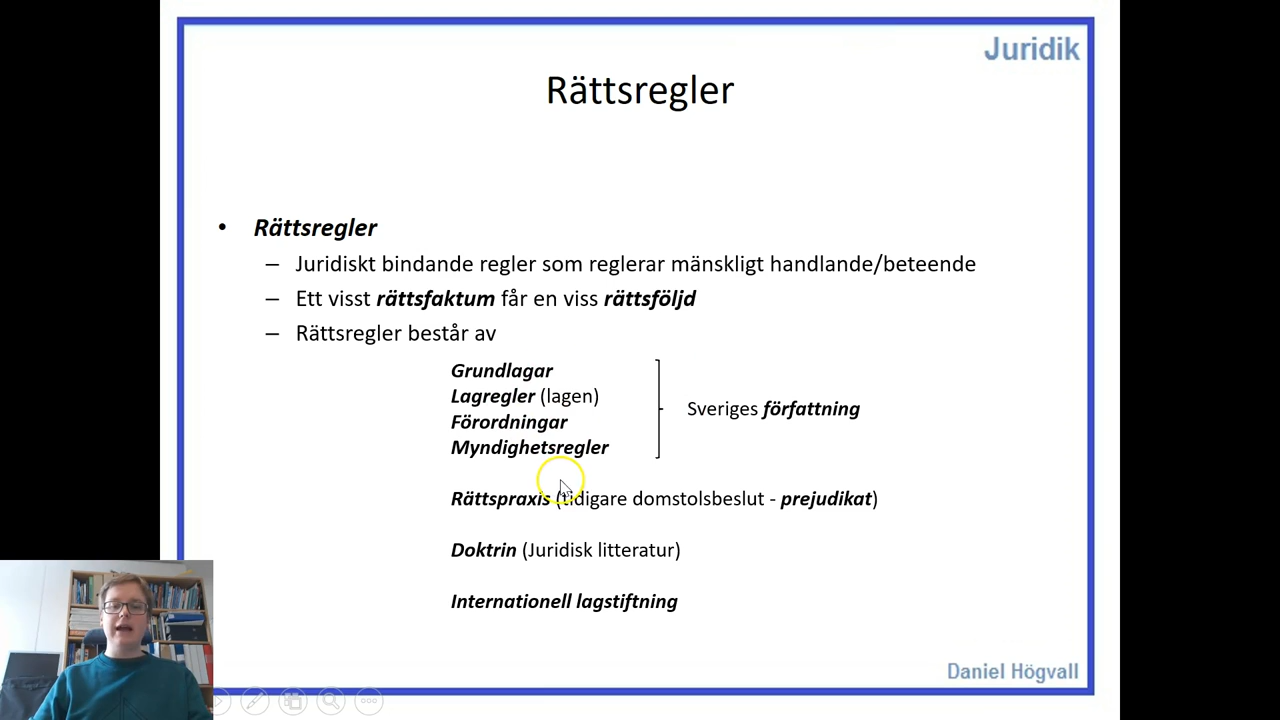 Juridik
Rättsregler
• Rättsregler
– Juridiskt bindande regler som reglerar mänskligt handlande/beteende
– Ett visst rättsfaktum får en viss rättsföljd
– Rättsregler består av
Grundlagar
Lagregler (lagen)
Förordningar
Myndighetsregler
Sveriges författning
Rättspraxis (tidigare domstolsbeslut - prejudikat)
Doktrin (Juridisk litteratur)
Internationell lagstiftning
Daniel Högvall